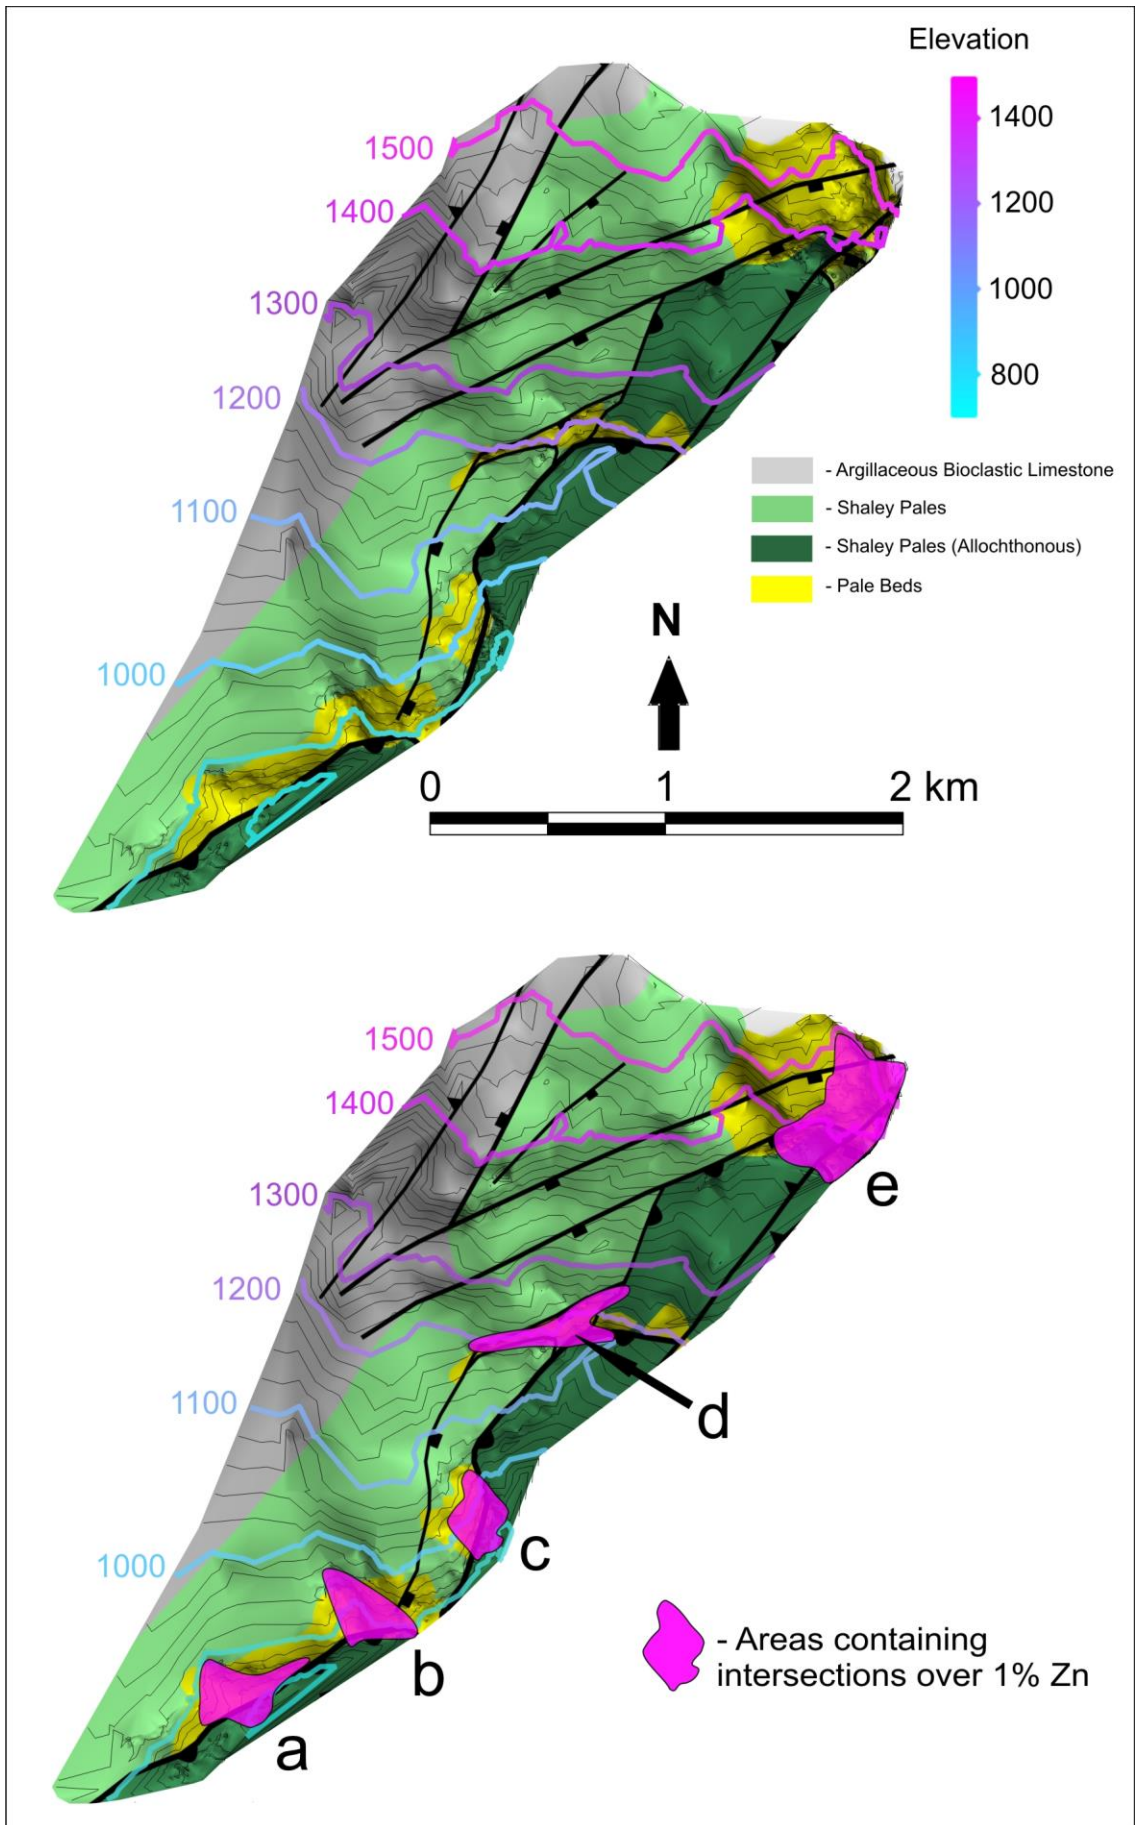 Elevation
1400
1200
1000
800
1500
1400
1300
1200
1100
1000
- Argillaceous Bioclastic Limestone
- Shaley Pales
- Shaley Pales (Allochthonous)
- Pale Beds
N
0 1 2 km
1500
1400
1300
1200
1100
1000
e
d
c
b
a
- Areas containing
intersections over 1% Zn